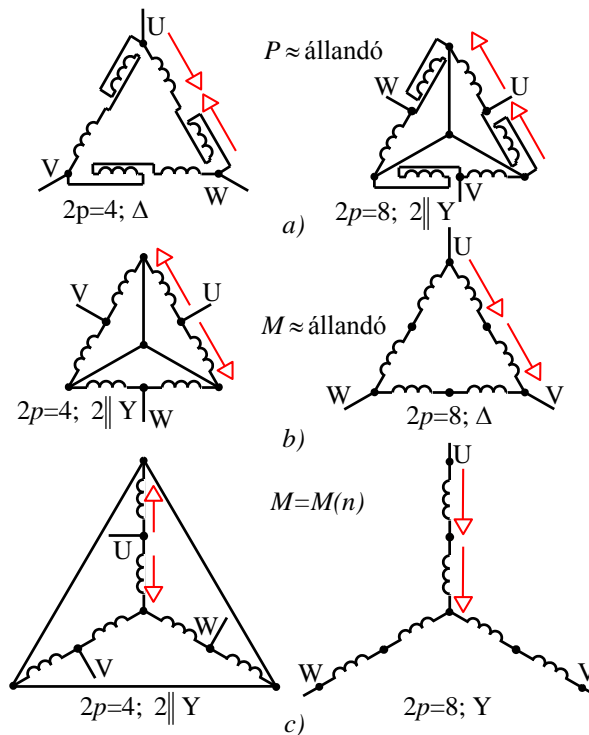 U
P ≈ állandó
W
U
V
W
V
2p=4; Δ
2p=8; 2∥ Y
a)
U
V
U
M ≈ állandó
W
V
W
2p=4; 2∥ Y
2p=8; Δ
b)
U
M=M(n)
U
W
V
W
V
2p=4; 2∥ Y
2p=8; Y
c)